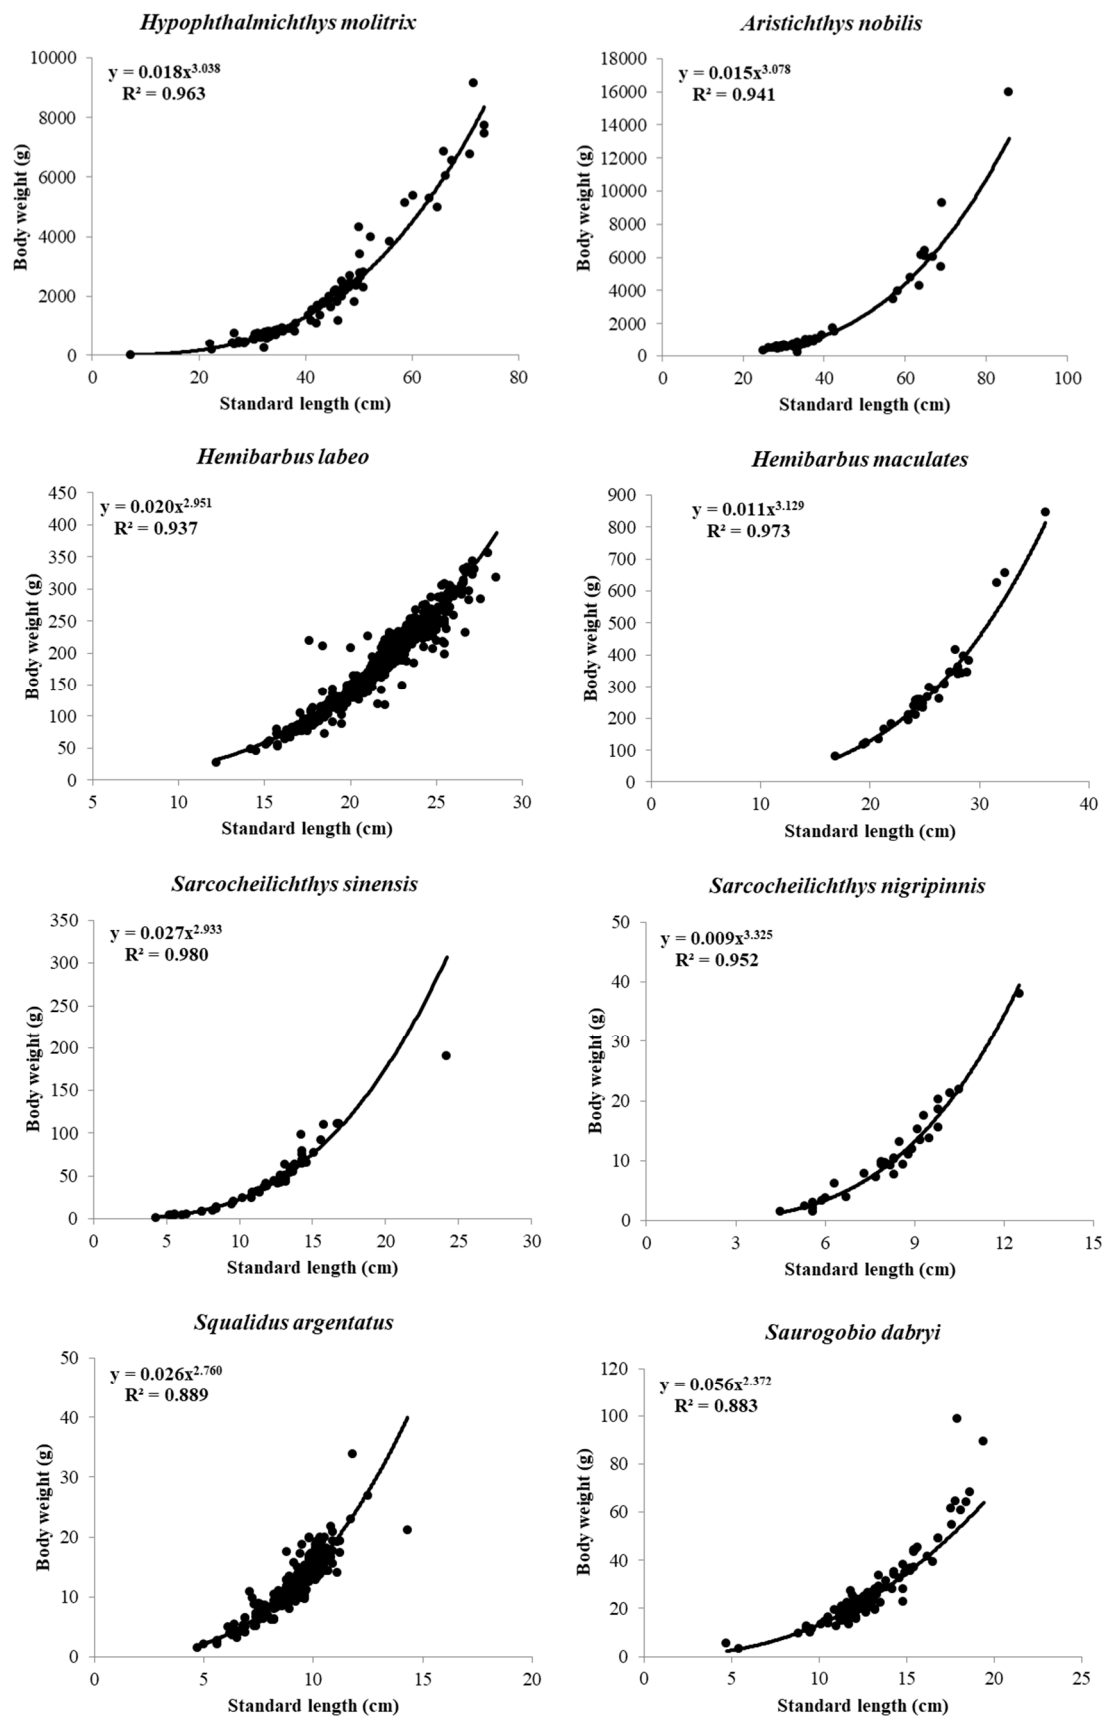 Hypophthalmichthys molitrix
y = 0.018x3.038
R² = 0.963
Body weight (g)
10000
8000
6000
4000
2000
0
0 20 40 60 80
Standard length (cm)
Aristichthys nobilis
y = 0.015x3.078
R² = 0.941
Body weight (g)
18000
16000
14000
12000
10000
8000
6000
4000
2000
0
0 20 40 60 80 100
Standard length (cm)
Hemibarbus labeo
y = 0.020x2.951
R² = 0.937
Body weight (g)
450
400
350
300
250
200
150
100
50
0
5 10 15 20 25 30
Standard length (cm)
Hemibarbus maculates
y = 0.011x3.129
R² = 0.973
Body weight (g)
900
800
700
600
500
400
300
200
100
0
0 10 20 30 40
Standard length (cm)
Sarcocheilichthys sinensis
y = 0.027x2.933
R² = 0.980
Body weight (g)
350
300
250
200
150
100
50
0
0 5 10 15 20 25 30
Standard length (cm)
Sarcocheilichthys nigripinnis
y = 0.009x3.325
R² = 0.952
Body weight (g)
50
40
30
20
10
0
0 3 6 9 12 15
Standard length (cm)
Squalidus argentatus
y = 0.026x2.760
R² = 0.889
Body weight (g)
50
40
30
20
10
0
0 5 10 15 20
Standard length (cm)
Saurogobio dabryi
y = 0.056x2.372
R² = 0.883
Body weight (g)
120
100
80
60
40
20
0
0 5 10 15 20 25
Standard length (cm)